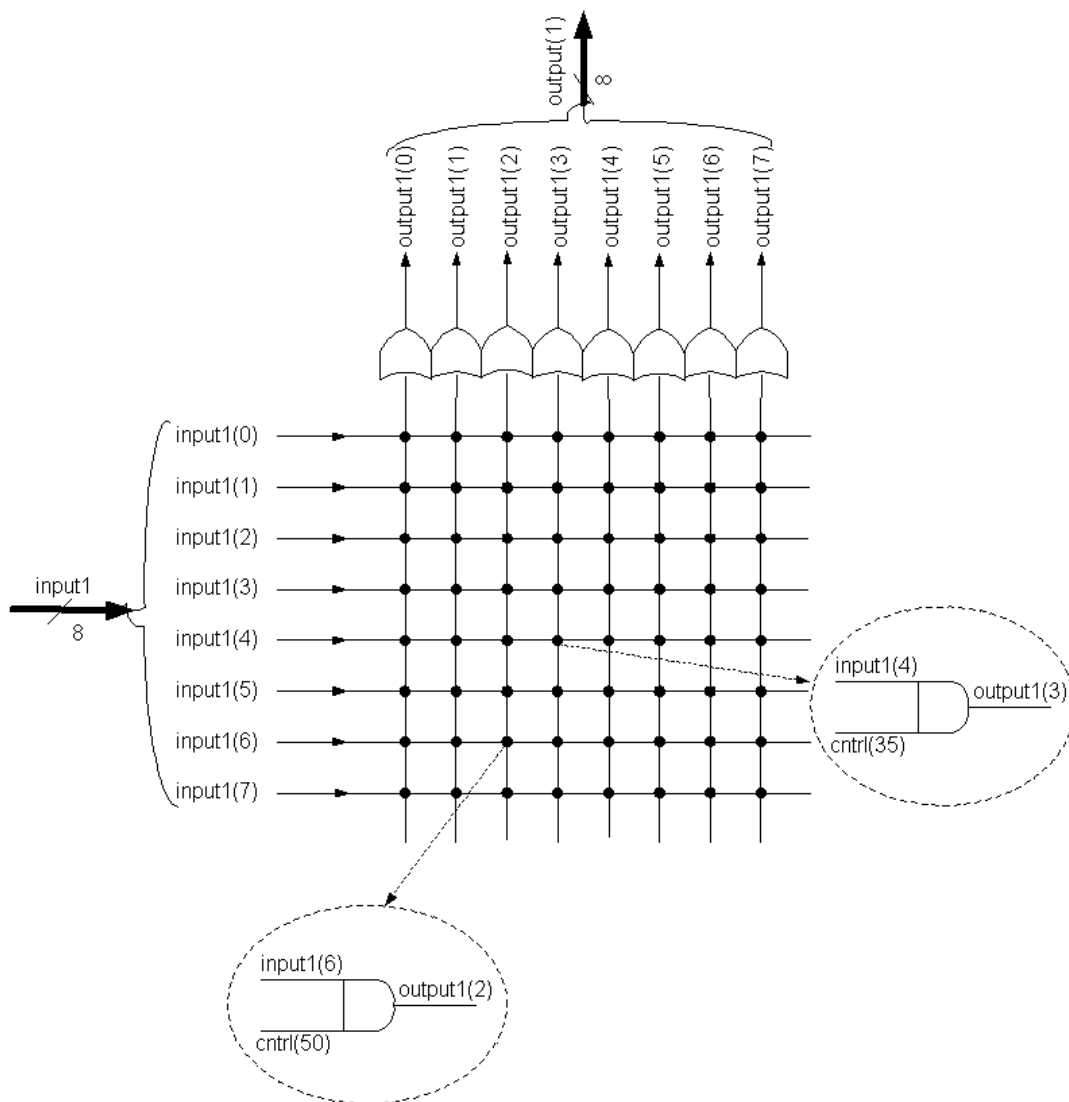 output(1)
8
output1(0)
output1(1)
output1(2)
output1(3)
output1(4)
output1(5)
output1(6)
output1(7)
input1(0)
input1(1)
input1(2)
input1(3)
input1
8
input1(4)
input1(5)
input1(6)
input1(7)
input1(4)
output1(3)
cntrl(35)
input1(6)
output1(2)
cntrl(50)